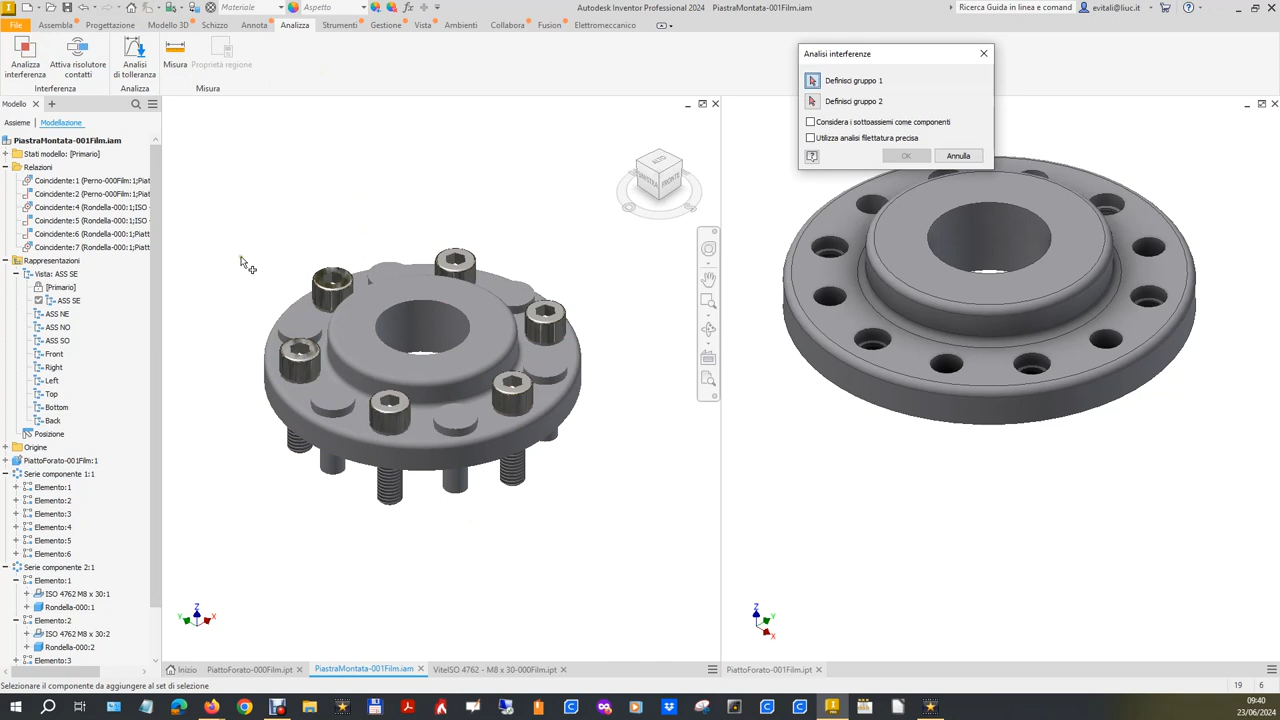 PRO
Materiale
Aspetto
Autodesk Inventor Professional 2024
PiastraMontata-001Film.iam
Ricerca Guida in linea e comandi
evitali@liuc.it
File
Assembla
Progettazione
Modello 3D
Schizzo
Annota
Analizza
Strumenti
Gestione
Vista
Ambienti
Collabora
Fusion
Elettromeccanico
Analizza interferenza
Attiva risolutore contatti
Analisi di tolleranza
Misura
Proprietà regione
Interferenza
Analizza
Misura
Modello
Assieme
Modellazione
PiastraMontata-001Film.iam
Stati modello: [Primario]
Relazioni
Coincidente:1 (Perno-000Film:1;Piat
Coincidente:2 (Perno-000Film:1;Piatt
Coincidente:4 (Rondella-000:1;ISO
Coincidente:5 (Rondella-000:1;ISO
Coincidente:6 (Rondella-000:1;Piatt
Coincidente:7 (Rondella-000:1;Piatt
Rappresentazioni
Vista: ASS SE
[Primario]
ASS SE
ASS NE
ASS NO
ASS SO
Front
Right
Left
Top
Bottom
Back
Posizione
Origine
PiattoForato-001Film:1
Serie componente 1:1
Elemento:1
Elemento:2
Elemento:3
Elemento:4
Elemento:5
Elemento:6
Serie componente 2:1
Elemento:1
ISO 4762 M8 x 30:1
Rondella-000:1
Elemento:2
ISO 4762 M8 x 30:2
Rondella-000:2
Elemento:3
ALTO
SINISTRA
FRONTE
Analisi interferenze
Definisci gruppo 1
Definisci gruppo 2
Considera i sottoassiemi come componenti
Utilizza analisi filettatura precisa
OK
Annulla
Z
Y
X
Z
Y
X
Inizio
PiattoForato-000Film.ipt
PiastraMontata-001Film.iam
ViteISO 4762 - M8 x 30-000Film.ipt
PiattoForato-001Film.ipt
Selezionare il componente da aggiungere al set di selezione
19
6
09:40
23/06/2024